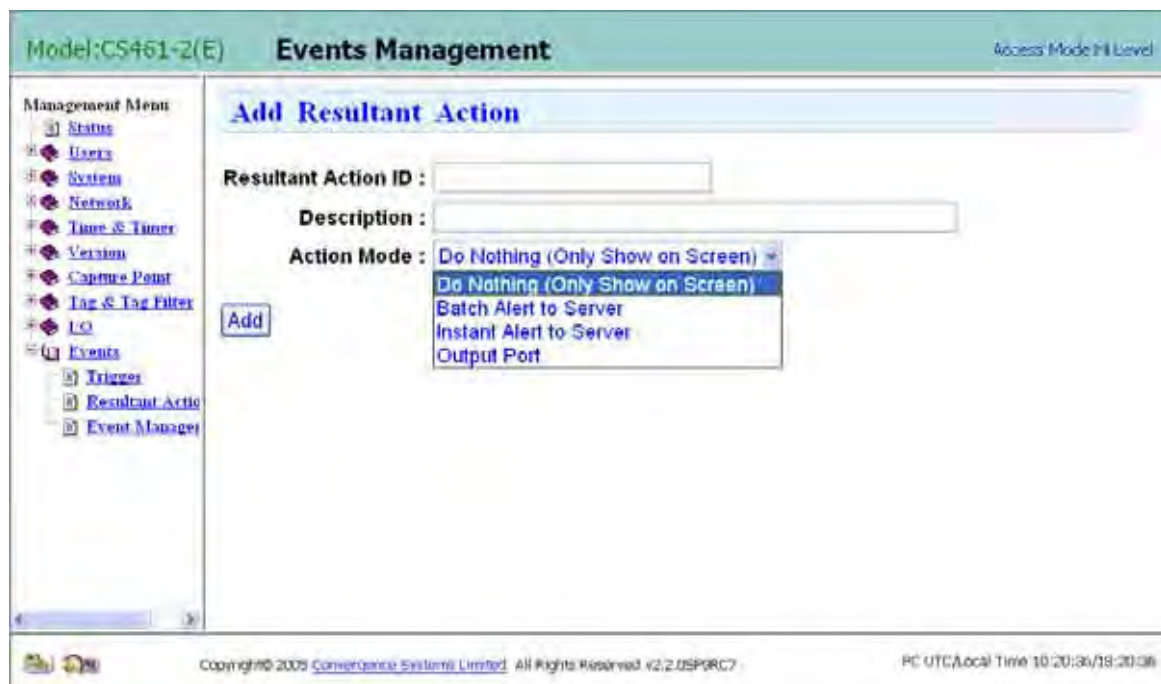 Model:CS461-2(E) Events Management Access Mode Hi Level
Management Menu
Status
Users
System
Network
Time & Timer
Version
Capture Point
Tag & Tag Filter
I/O
Events
Trigger
Resultant Actio
Event Manager
Add Resultant Action
Resultant Action ID :
Description :
Action Mode : Do Nothing (Only Show on Screen)
Do Nothing (Only Show on Screen)
Batch Alert to Server
Instant Alert to Server
Output Port
Add
Copyright© 2005 Convergence Systems Limited. All Rights Reserved PC UTC/Local Time 10:20:36/18:20:36